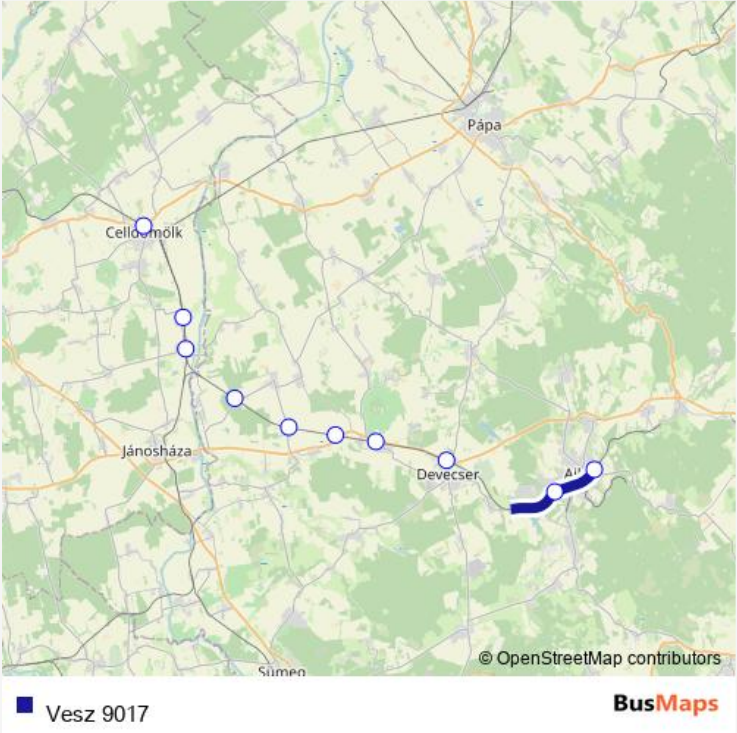 Pápa
Celldömölk
Jánosháza
Devecser
Sümeg
© OpenStreetMap contributors
Vesz 9017
BusMaps